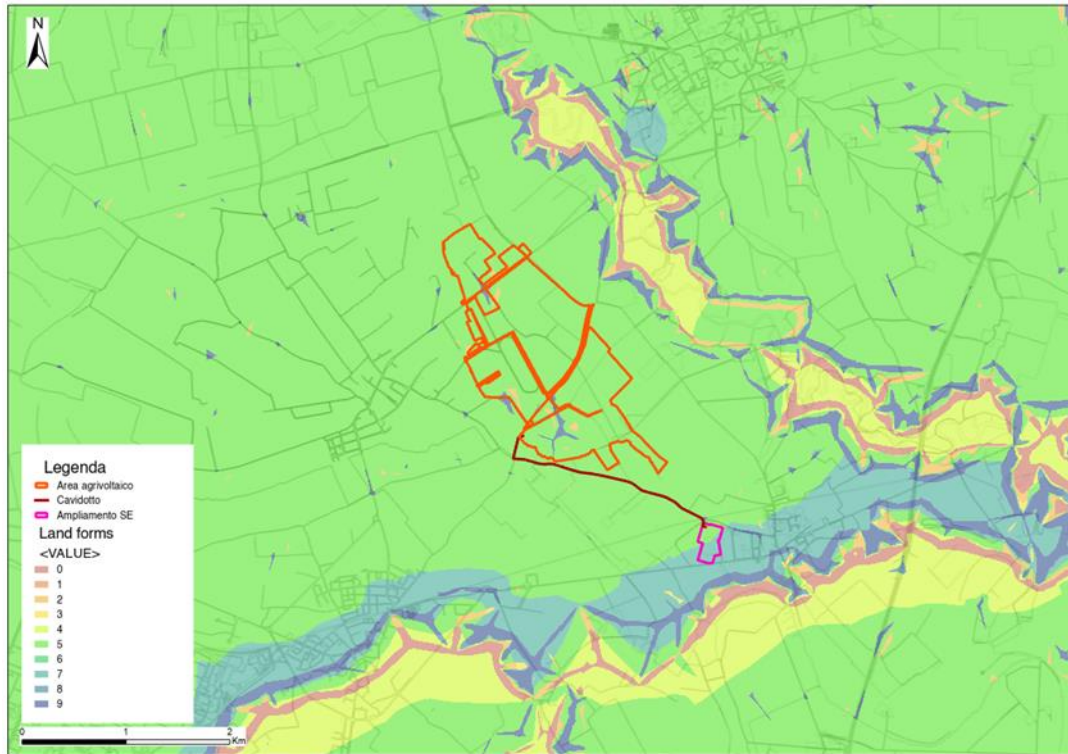 N
Legenda
Area agrivoltaico
Cavidotto
Ampliamento SE
Land forms
<VALUE>
0
1
2
3
4
5
6
7
8
9
0 1 2
Km